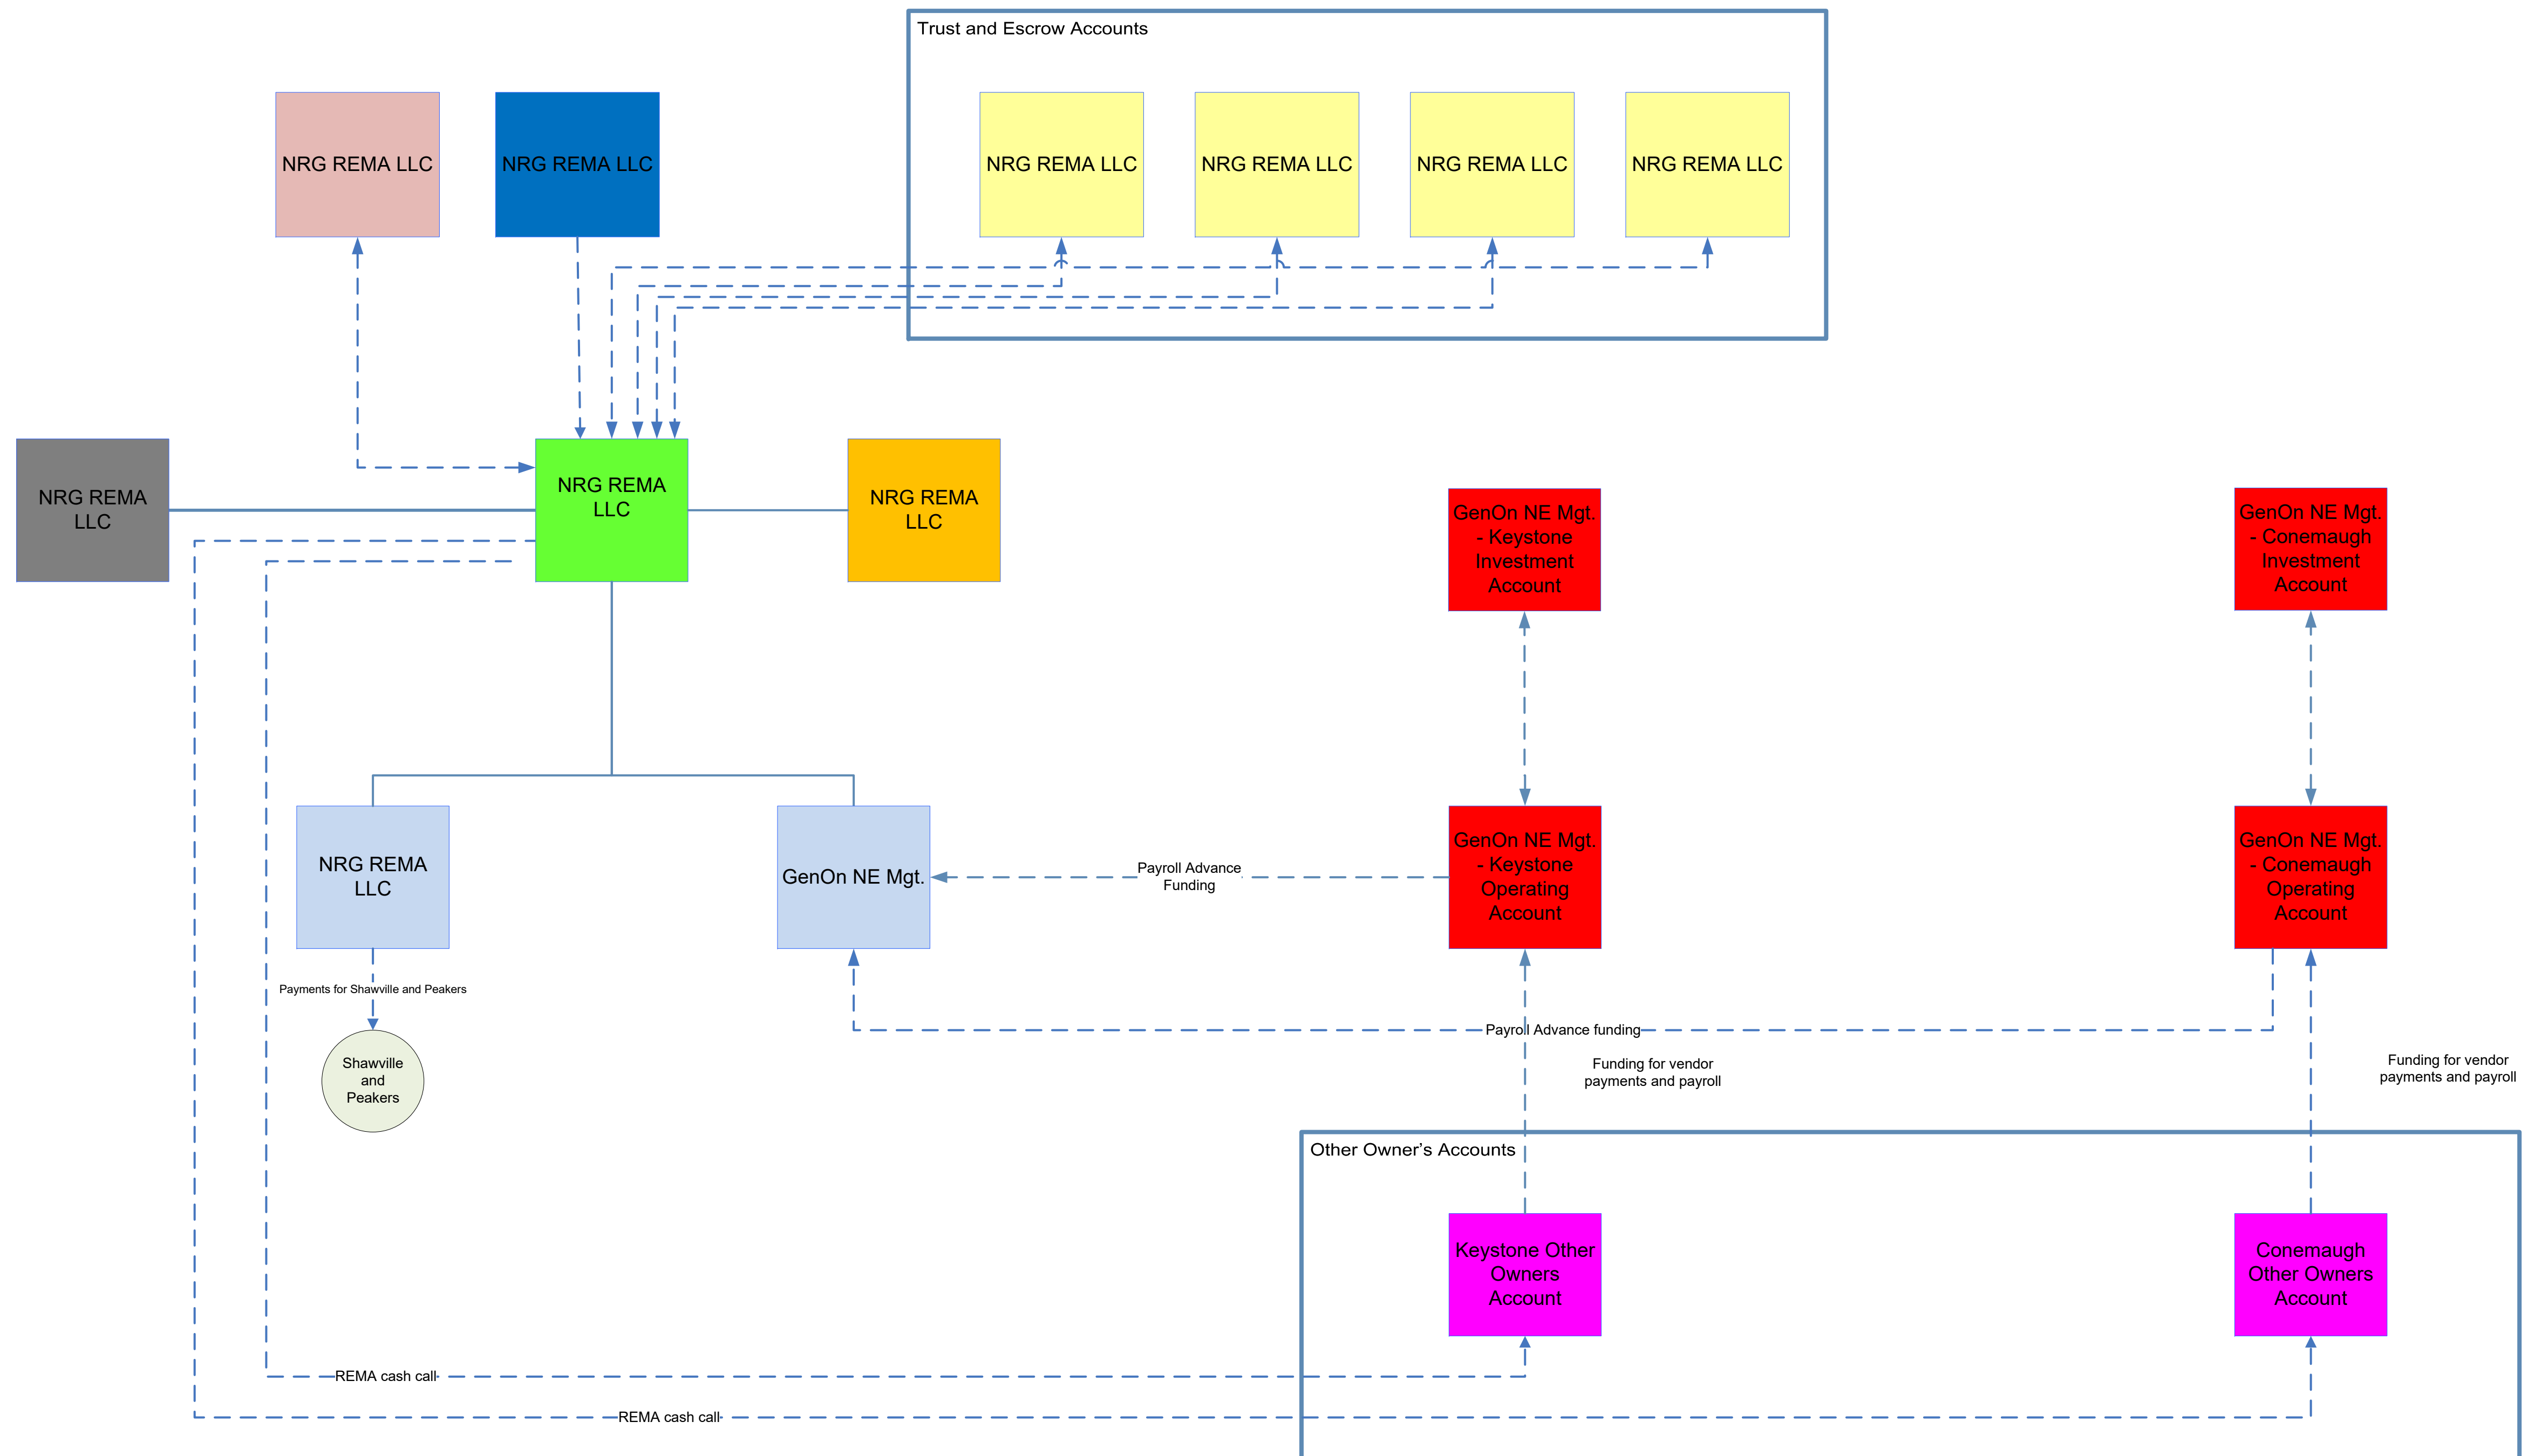 Trust and Escrow Accounts
NRG REMA LLC
NRG REMA LLC
NRG REMA LLC
NRG REMA LLC
NRG REMA LLC
NRG REMA LLC
NRG REMA
LLC
NRG REMA
LLC
NRG REMA
LLC
GenOn NE Mgt.
- Keystone
Investment
Account
GenOn NE Mgt.
- Conemaugh
Investment
Account
NRG REMA
LLC
GenOn NE Mgt.
Payroll Advance
Funding
GenOn NE Mgt.
- Keystone
Operating
Account
GenOn NE Mgt.
- Conemaugh
Operating
Account
Payments for Shawville and Peakers
Shawville
and
Peakers
Payroll Advance funding
Funding for vendor
payments and payroll
Funding for vendor
payments and payroll
Other Owner’s Accounts
Keystone Other
Owners
Account
Conemaugh
Other Owners
Account
REMA cash call
REMA cash call